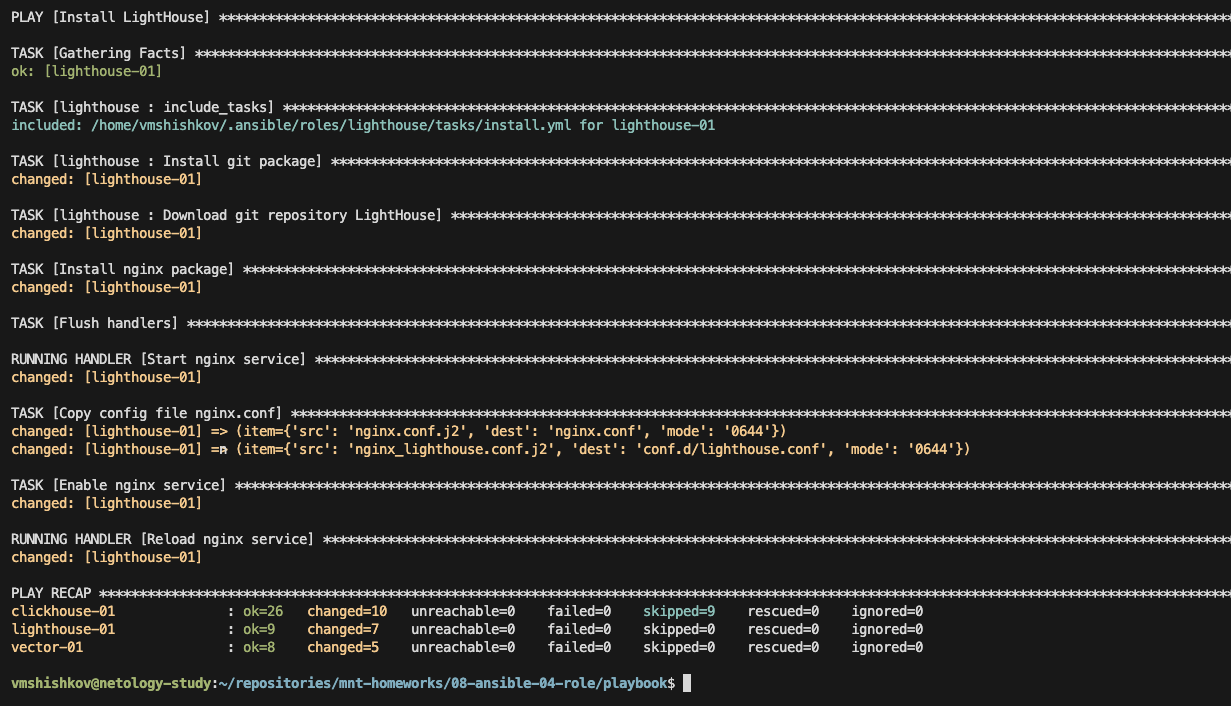 PLAY [Install LightHouse] *******************************************************************************************************************************
TASK [Gathering Facts] **********************************************************************************************************************************
ok: [lighthouse-01]
TASK [lighthouse : include_tasks] ***********************************************************************************************************************
included: /home/vmshishkov/.ansible/roles/lighthouse/tasks/install.yml for lighthouse-01
TASK [lighthouse : Install git package] *****************************************************************************************************************
changed: [lighthouse-01]
TASK [lighthouse : Download git repository LightHouse] **************************************************************************************************
changed: [lighthouse-01]
TASK [Install nginx package] ****************************************************************************************************************************
changed: [lighthouse-01]
TASK [Flush handlers] ***********************************************************************************************************************************
RUNNING HANDLER [Start nginx service] *******************************************************************************************************************
changed: [lighthouse-01]
TASK [Copy config file nginx.conf] **********************************************************************************************************************
changed: [lighthouse-01] => (item={'src': 'nginx.conf.j2', 'dest': 'nginx.conf', 'mode': '0644'})
changed: [lighthouse-01] => (item={'src': 'nginx_lighthouse.conf.j2', 'dest': 'conf.d/lighthouse.conf', 'mode': '0644'})
TASK [Enable nginx service] *****************************************************************************************************************************
changed: [lighthouse-01]
RUNNING HANDLER [Reload nginx service] ******************************************************************************************************************
changed: [lighthouse-01]
PLAY RECAP **********************************************************************************************************************************************
clickhouse-01              : ok=26   changed=10   unreachable=0    failed=0    skipped=9    rescued=0    ignored=0
lighthouse-01              : ok=9    changed=7    unreachable=0    failed=0    skipped=0    rescued=0    ignored=0
vector-01                  : ok=8    changed=5    unreachable=0    failed=0    skipped=0    rescued=0    ignored=0
vmshishkov@netology-study:~/repositories/mnt-homeworks/08-ansible-04-role/playbook$